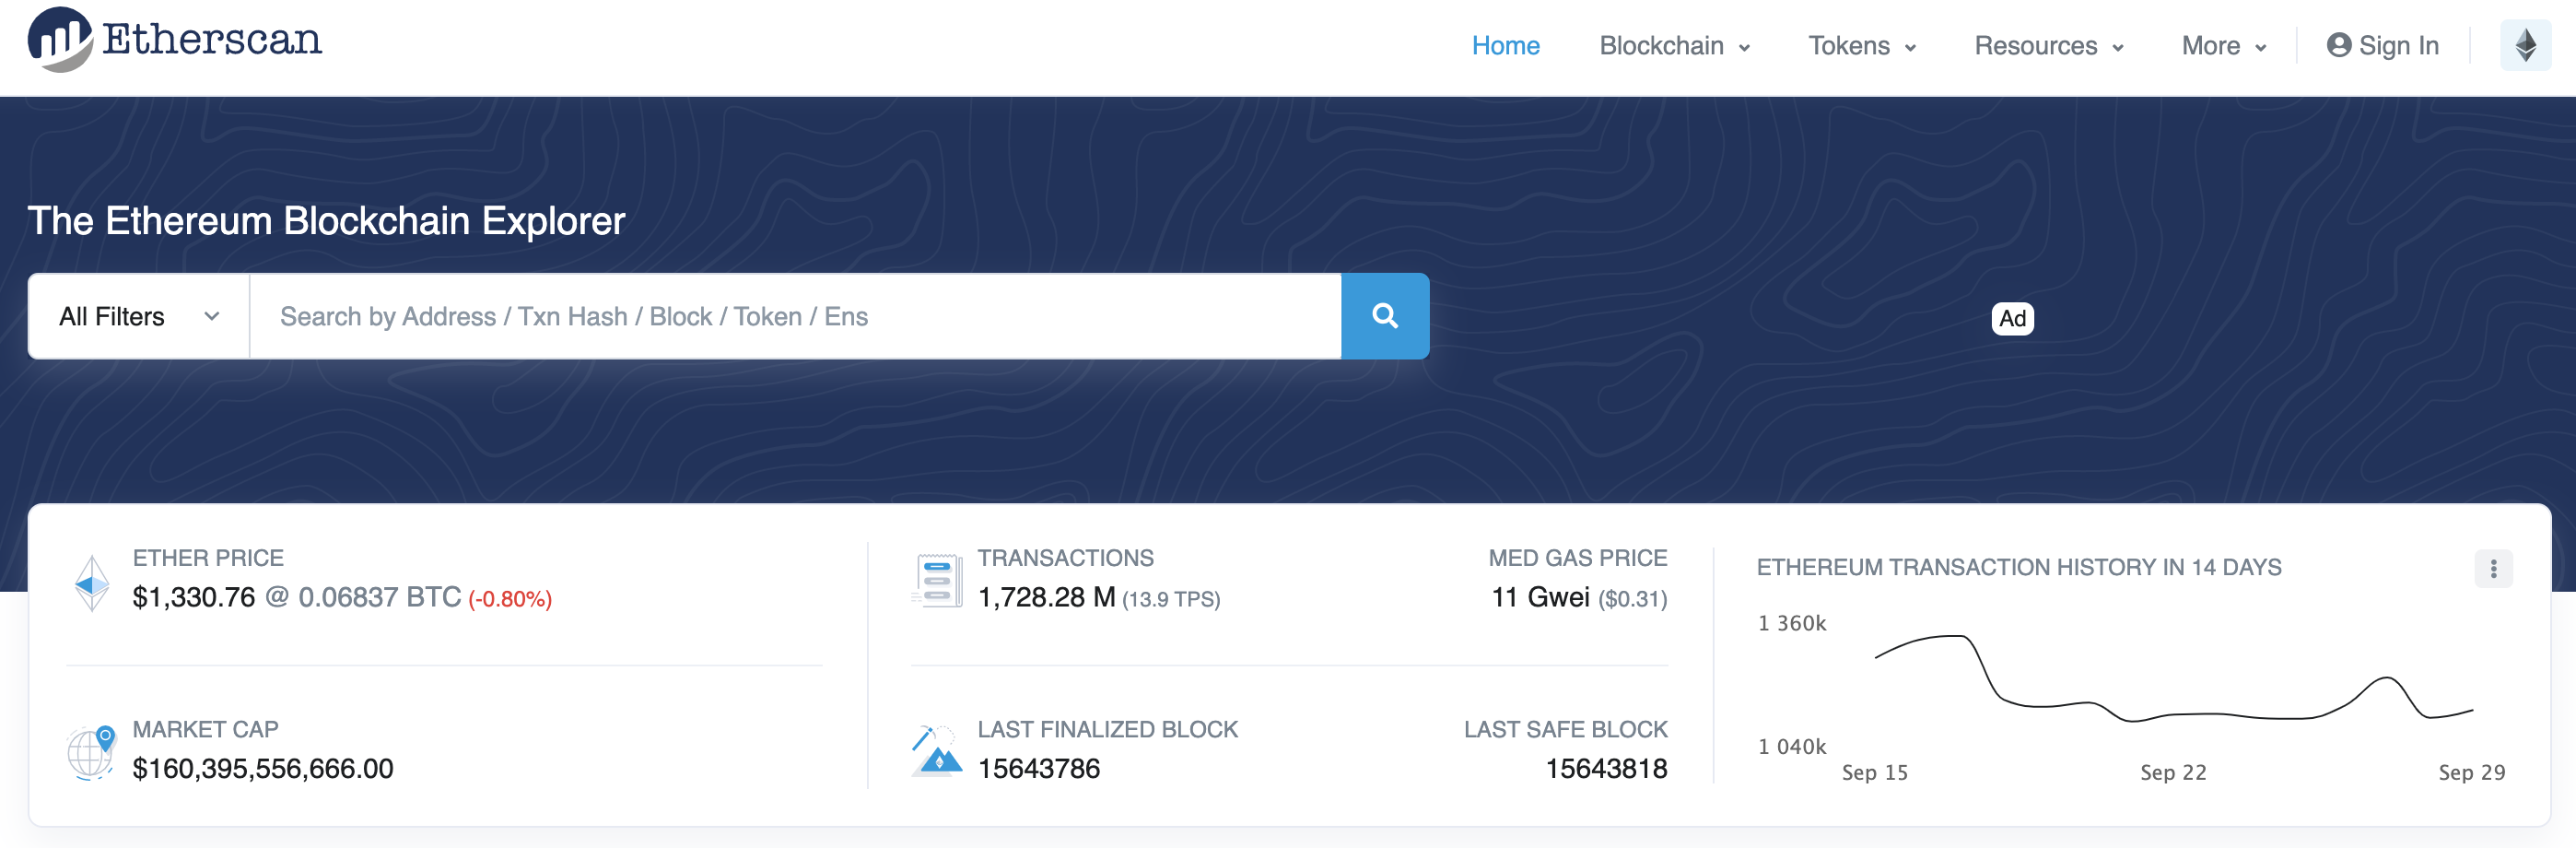 Etherscan
Home Blockchain Tokens Resources More Sign In
The Ethereum Blockchain Explorer
All Filters Search by Address / Txn Hash / Block / Token / Ens
Ad
ETHER PRICE
$1,330.76 @ 0.06837 BTC (-0.80%)
MARKET CAP
$160,395,556,666.00
TRANSACTIONS
1,728.28 M (13.9 TPS)
MED GAS PRICE
11 Gwei ($0.31)
LAST FINALIZED BLOCK
15643786
LAST SAFE BLOCK
15643818
ETHEREUM TRANSACTION HISTORY IN 14 DAYS
1 360k
1 040k
Sep 15 Sep 22 Sep 29